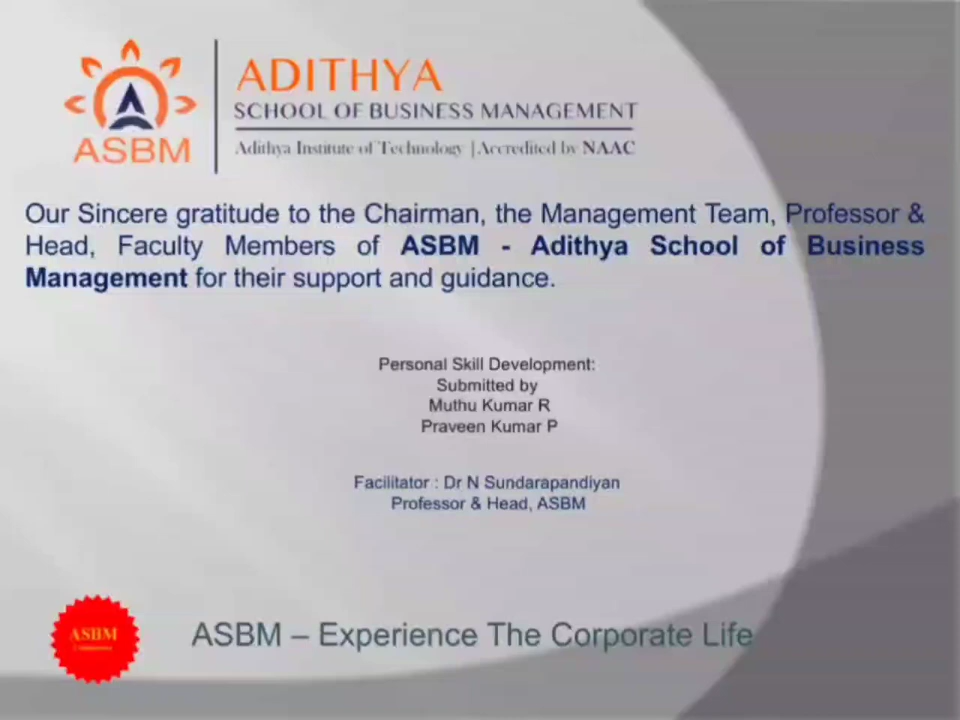 ADITHYA
SCHOOL OF BUSINESS MANAGEMENT
ASBM
Adithya Institute of Technology | Accredited by NAAC
Our Sincere gratitude to the Chairman, the Management Team, Professor &
Head, Faculty Members of ASBM - Adithya School of Business
Management for their support and guidance.
Personal Skill Development:
Submitted by
Muthu Kumar R
Praveen Kumar P
Facilitator : Dr N Sundarapandiyan
Professor & Head, ASBM
ASBM
ASBM – Experience The Corporate Life